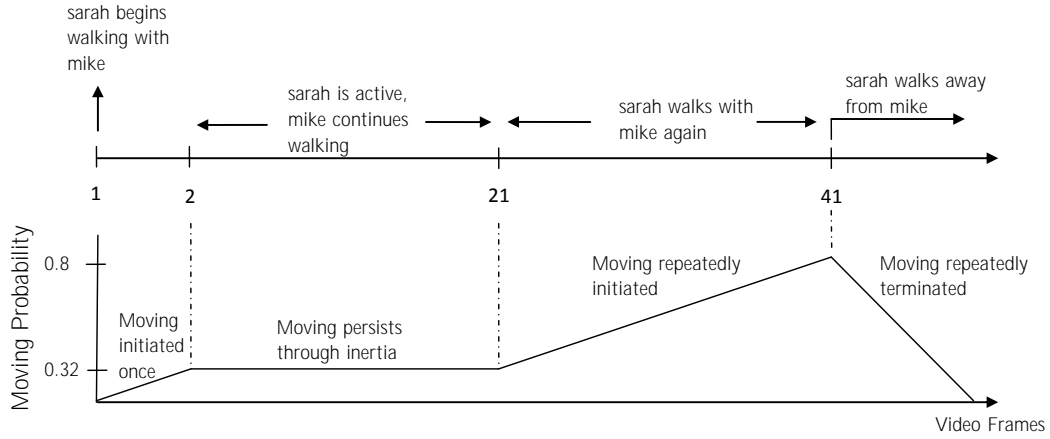 sarah begins
walking with
mike
sarah is active,
mike continues
walking
sarah walks with
mike again
sarah walks away
from mike
1
2
21
41
Moving Probability
0.8
0.32
Moving
initiated
once
Moving persists
through inertia
Moving repeatedly
initiated
Moving repeatedly
terminated
Video Frames